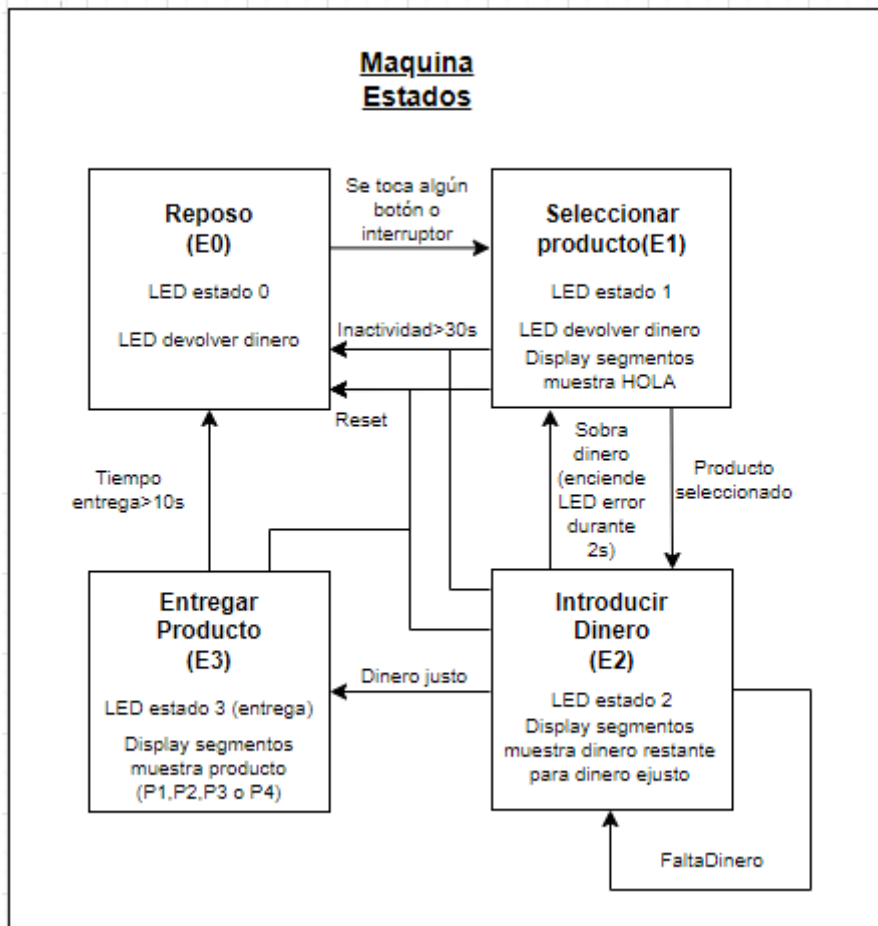 Maquina
Estados
Reposo
(E0)
LED estado 0
LED devolver dinero
Se toca algún
botón o
interruptor
Seleccionar
producto(E1)
LED estado 1
LED devolver dinero
Display segmentos
muestra HOLA
Inactividad>30s
Reset
Tiempo
entrega>10s
Sobra
dinero
(enciende
LED error
durante
2s)
Producto
seleccionado
Entregar
Producto
(E3)
LED estado 3 (entrega)
Display segmentos
muestra producto
(P1,P2,P3 o P4)
Dinero justo
Introducir
Dinero
(E2)
LED estado 2
Display segmentos
muestra dinero restante
para dinero ejusto
FaltaDinero